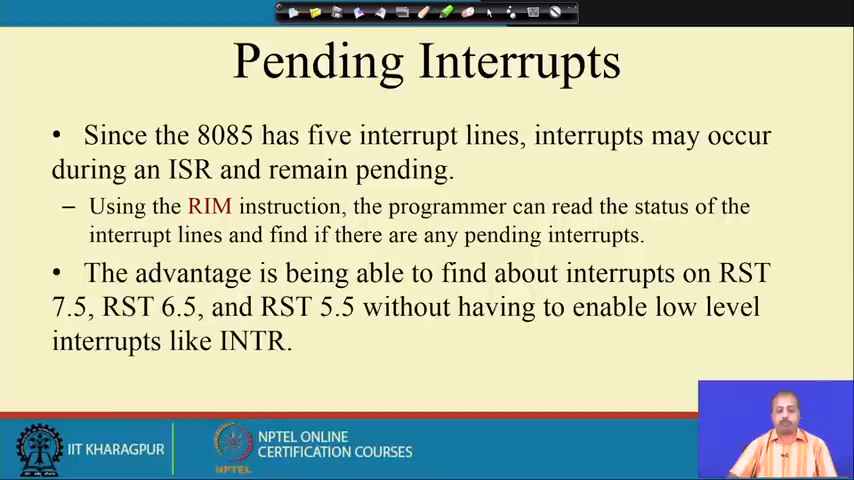 Pending Interrupts
• Since the 8085 has five interrupt lines, interrupts may occur
during an ISR and remain pending.
– Using the RIM instruction, the programmer can read the status of the
interrupt lines and find if there are any pending interrupts.
• The advantage is being able to find about interrupts on RST
7.5, RST 6.5, and RST 5.5 without having to enable low level
interrupts like INTR.
IIT KHARAGPUR
NPTEL
NPTEL ONLINE
CERTIFICATION COURSES